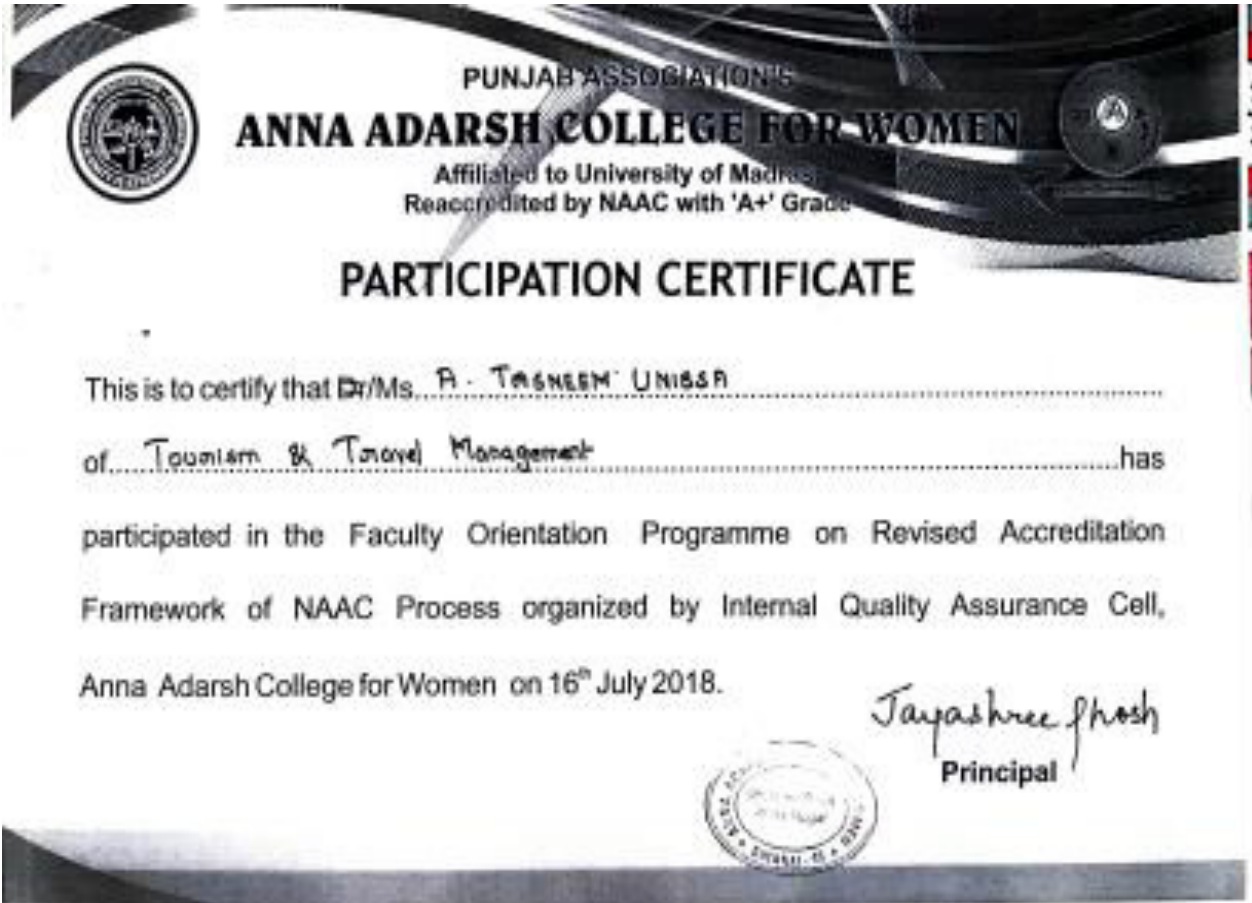 PUNJAB ASSOCIATION'S
ANNA ADARSH COLLEGE FOR WOMEN
Affiliated to University of Madras
Reaccredited by NAAC with 'A+' Grade
PARTICIPATION CERTIFICATE
This is to certify that Dr/Ms. A. TASNEEM UNISSA
of Tourism & Travel Management has
participated in the Faculty Orientation Programme on Revised Accreditation
Framework of NAAC Process organized by Internal Quality Assurance Cell,
Anna Adarsh College for Women on 16th July 2018.
Jayashree Ghosh
Principal